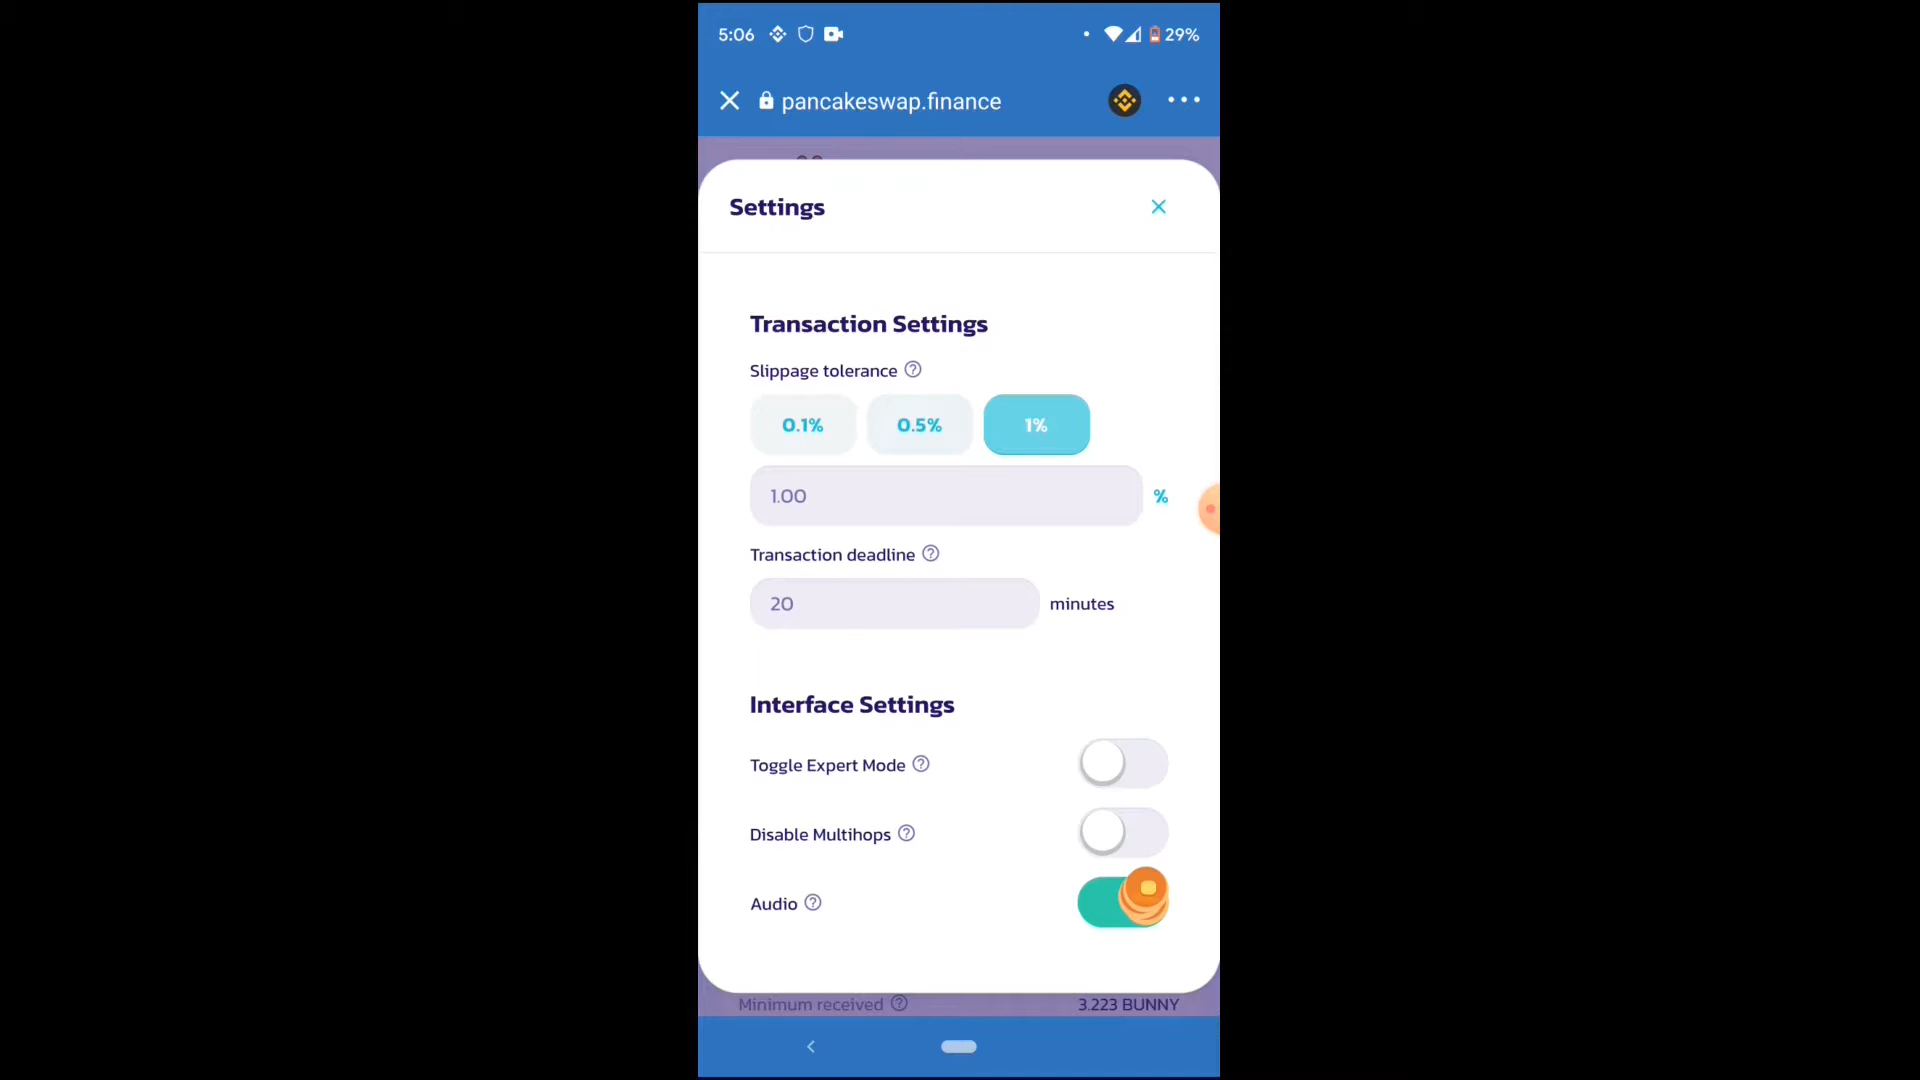 5:06
29%
pancakeswap.finance
Settings
Transaction Settings
Slippage tolerance
0.1% 0.5% 1%
1.00 %
Transaction deadline
20 minutes
Interface Settings
Toggle Expert Mode
Disable Multihops
Audio
Minimum received 3.223 BUNNY